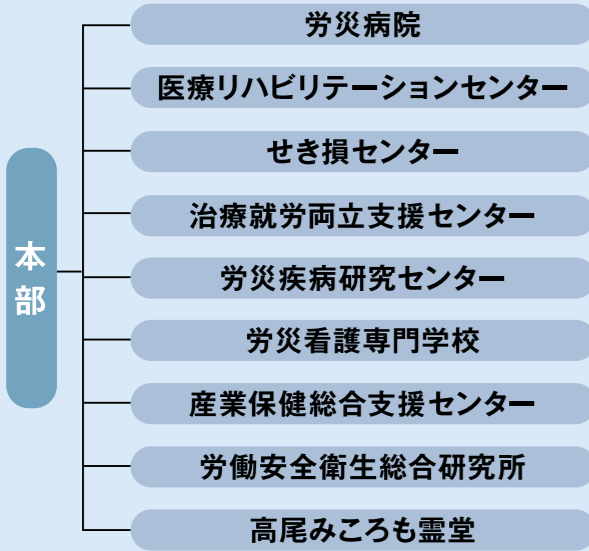 本部
労災病院
医療リハビリテーションセンター
せき損センター
治療就労両立支援センター
労災疾病研究センター
労災看護専門学校
産業保健総合支援センター
労働安全衛生総合研究所
高尾みころも霊堂